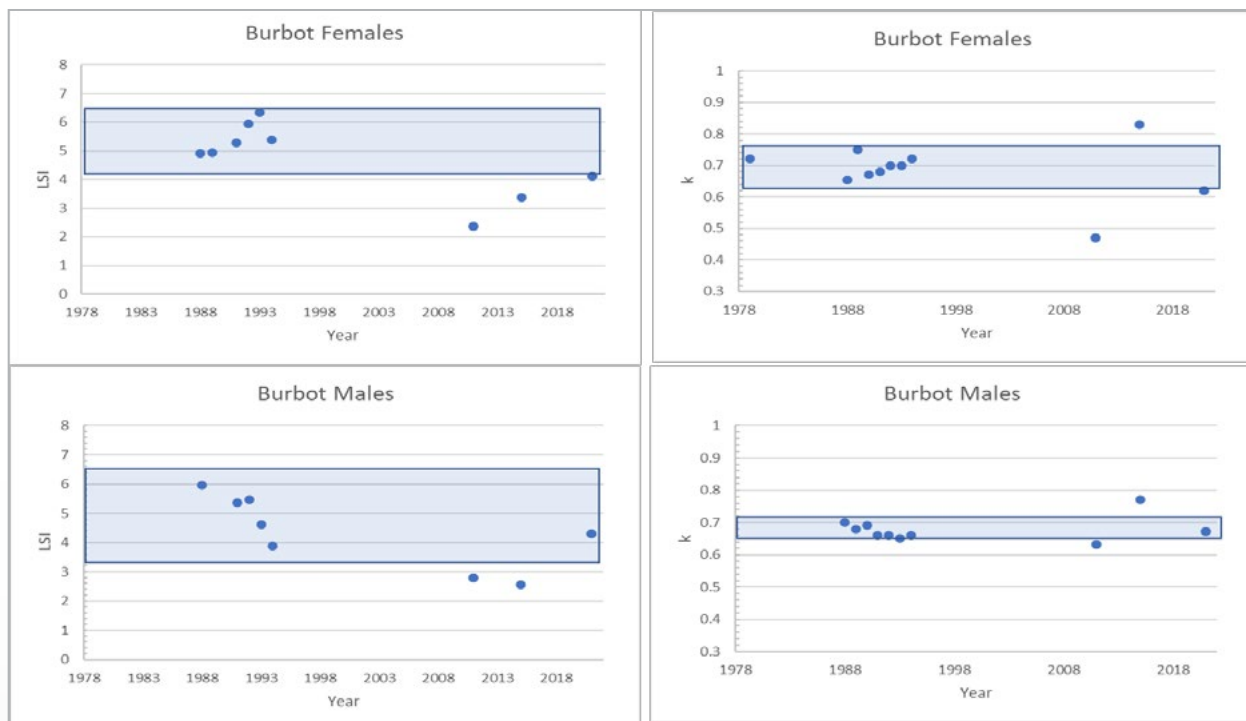 Burbot Females
8
7
6
5
4
3
2
1
0
LSI
1978 1983 1988 1993 1998 2003 2008 2013 2018
Year
Burbot Females
1
0.9
0.8
0.7
0.6
0.5
0.4
0.3
k
1978 1988 1998 2008 2018
Year
Burbot Males
8
7
6
5
4
3
2
1
0
LSI
1978 1983 1988 1993 1998 2003 2008 2013 2018
Year
Burbot Males
1
0.9
0.8
0.7
0.6
0.5
0.4
0.3
k
1978 1988 1998 2008 2018
Year